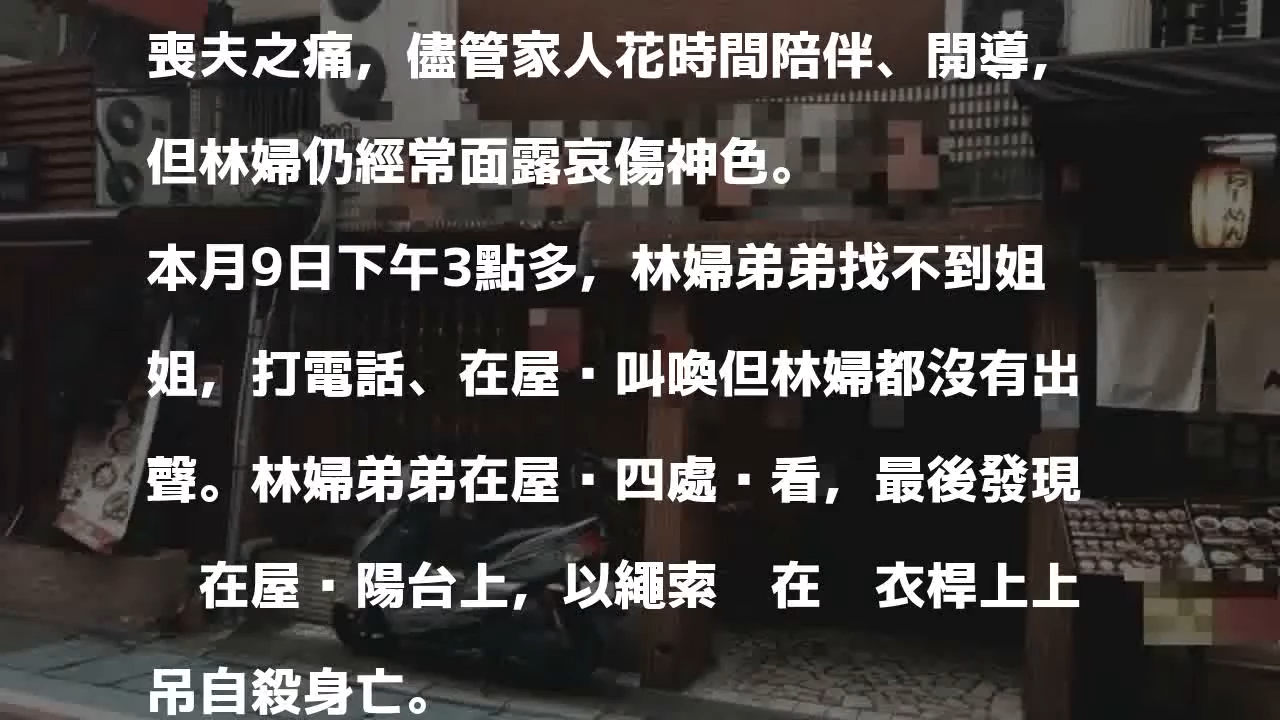 喪夫之痛，儘管家人花時間陪伴、開導，
但林婦仍經常面露哀傷神色。
本月9日下午3點多，林婦弟弟找不到姐
姐，打電話、在屋·叫喚但林婦都沒有出
聲。林婦弟弟在屋·四處·看，最後發現
　在屋·陽台上，以繩索　在　衣桿上上
吊自殺身亡。
らーめん